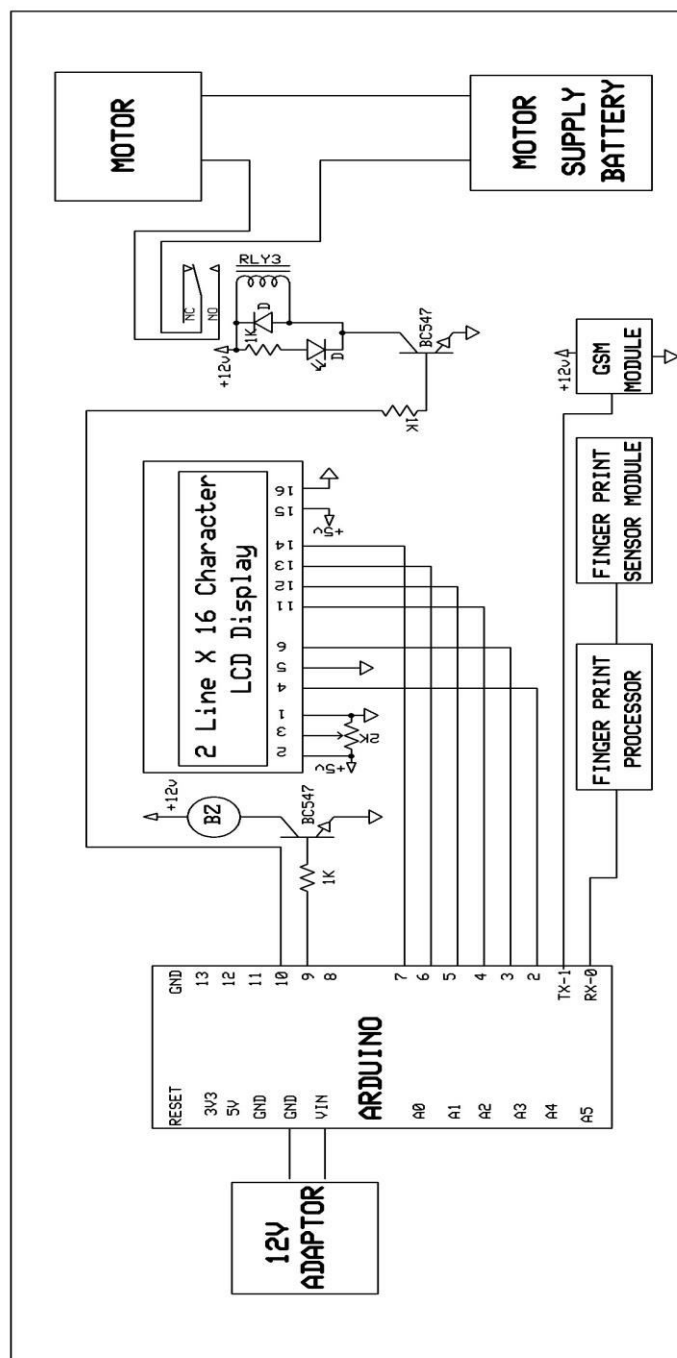 12V
ADAPTOR
RESET
3V3
5V
GND
GND
VIN
A0
A1
A2
A3
A4
A5
ARDUINO
GND
13
12
11
10
9
8
7
6
5
4
3
2
TX-1
RX-0
+12v
BZ
1K
BC547
2 Line X 16 Character
LCD Display
2 3 1 4 5 6 11 12 13 14 15 16
+5v
2K
+5v
1K
BC547
+12v
1K
D
D
RLY3
NC
NO
MOTOR
MOTOR
SUPPLY
BATTERY
FINGER PRINT
PROCESSOR
FINGER PRINT
SENSOR MODULE
+12v
GSM
MODULE